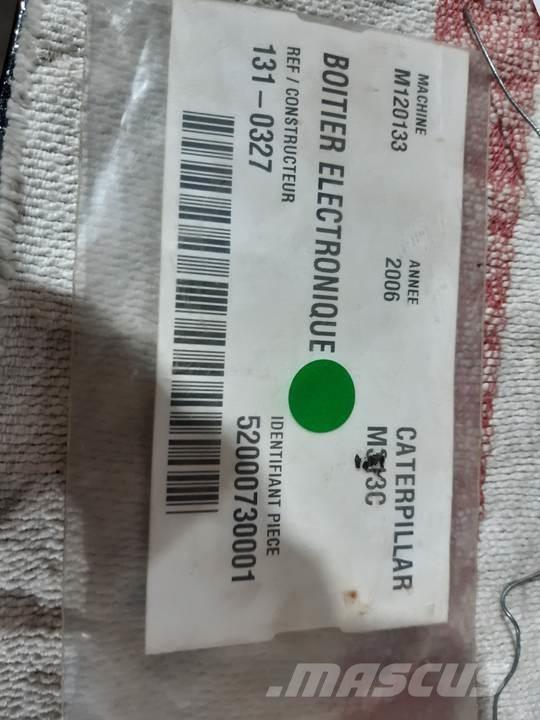 MACHINE
M120133
ANNEE
2006
CATERPILLAR
BOITIER ELECTRONIQUE
REF / CONSTRUCTEUR
131-0327
IDENTIFIANT PIECE
52000730001
MASCUS